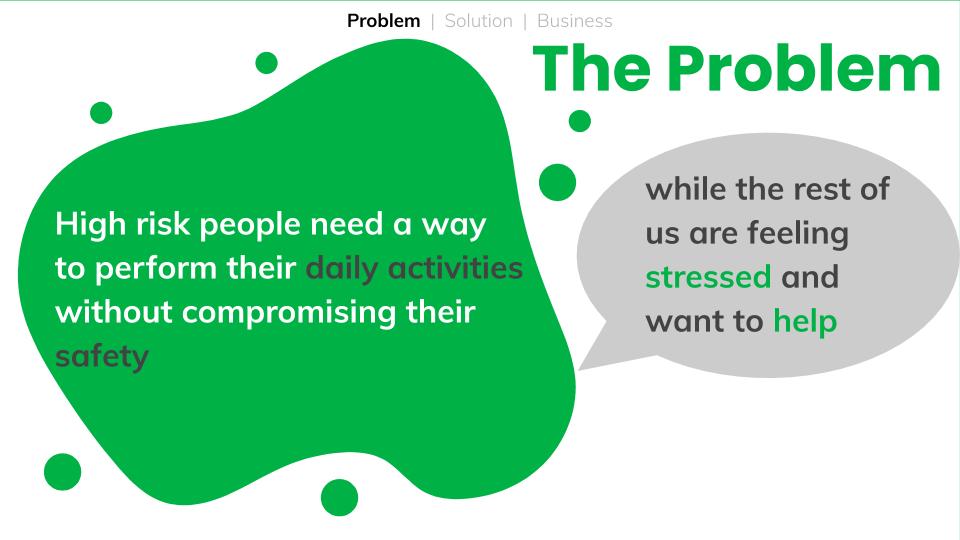 Problem | Solution | Business
The Problem
High risk people need a way
to perform their daily activities
without compromising their
safety
while the rest of
us are feeling
stressed and
want to help